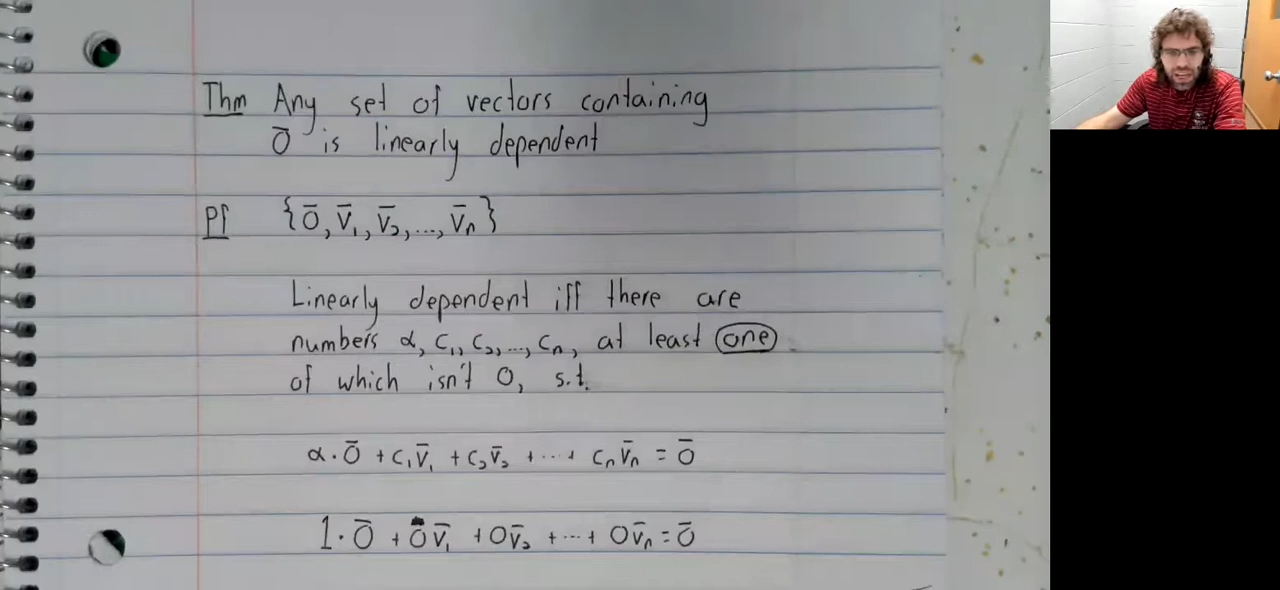 Thm Any set of vectors containing
0̄ is linearly dependent
Pf {0̄, v̄₁, v̄₂, ..., v̄ₙ}
Linearly dependent iff there are
numbers α, c₁, c₂, ..., cₙ, at least one
of which isn't 0, s.t.
α·0̄ + c₁v̄₁ + c₂v̄₂ + ··· + cₙv̄ₙ = 0̄
1·0̄ + 0v̄₁ + 0v̄₂ + ··· + 0v̄ₙ = 0̄